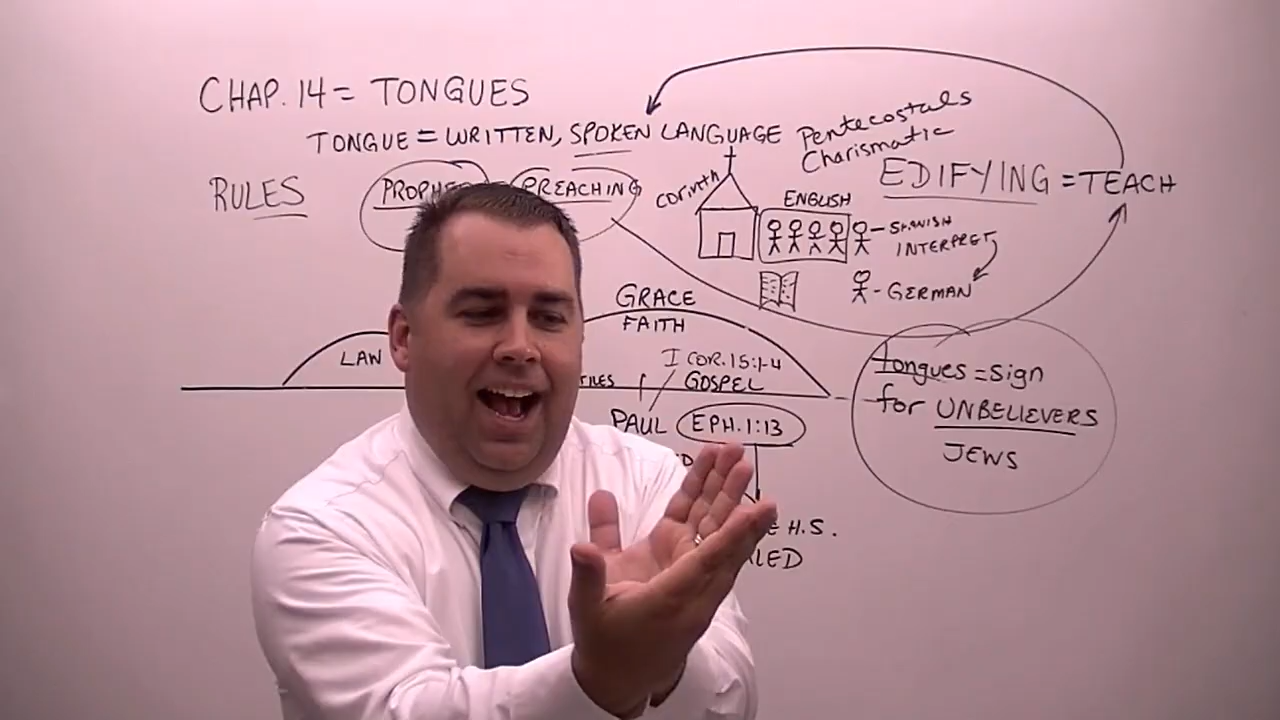 CHAP. 14 = TONGUES
TONGUE = WRITTEN, SPOKEN LANGUAGE
Pentecostals
Charismatic
RULES
PREACHING
EDIFYING = TEACH
Corinth
ENGLISH
SPANISH
INTERPRET
GERMAN
GRACE
FAITH
LAW
I COR. 15:1-4
GOSPEL
PAUL
EPH. 1:13
H.S.
tongues = sign
for UNBELIEVERS
JEWS